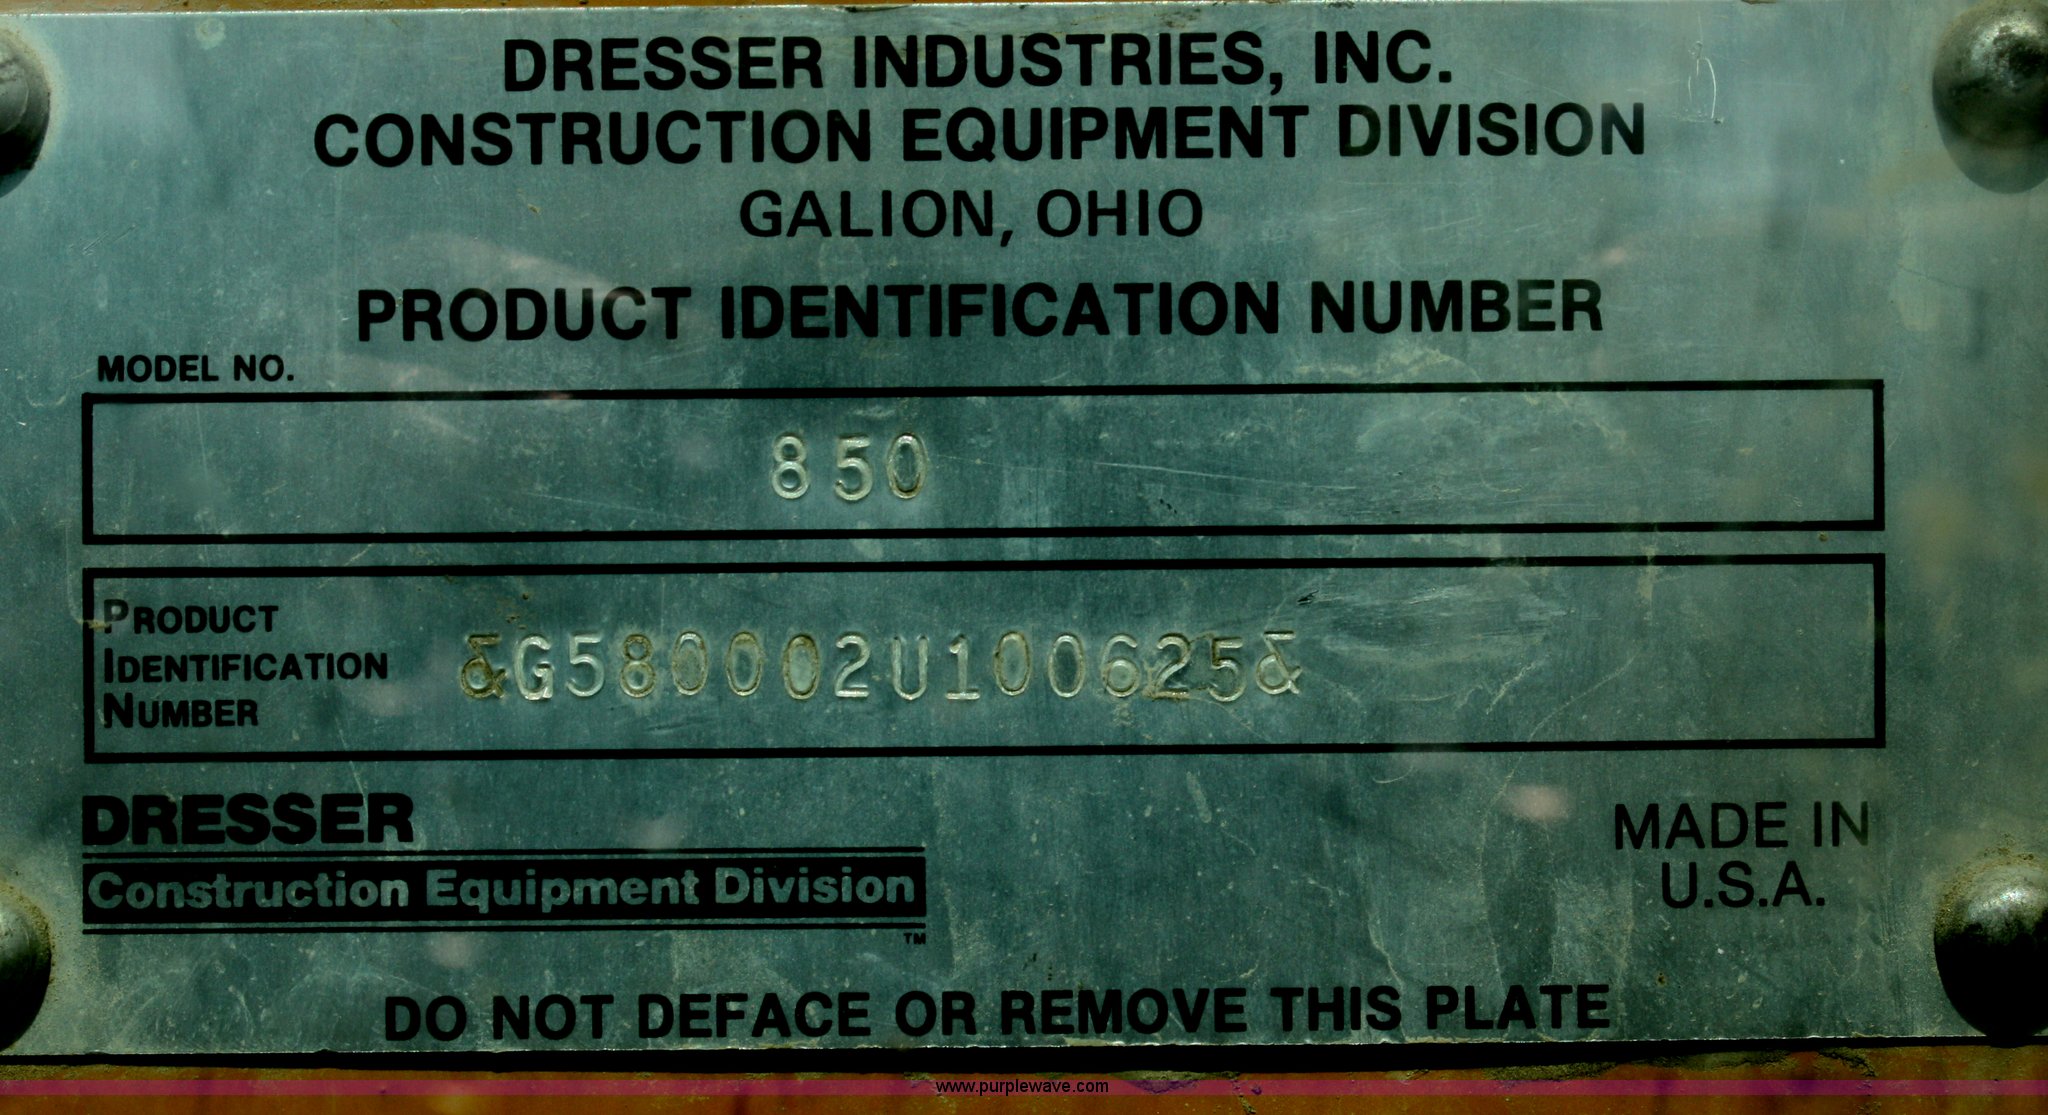 DRESSER INDUSTRIES, INC.
CONSTRUCTION EQUIPMENT DIVISION
GALION, OHIO
PRODUCT IDENTIFICATION NUMBER
MODEL NO.
850
PRODUCT
IDENTIFICATION
NUMBER
&G580002U100625&
DRESSER
Construction Equipment Division
TM
MADE IN
U.S.A.
DO NOT DEFACE OR REMOVE THIS PLATE
www.purplewave.com